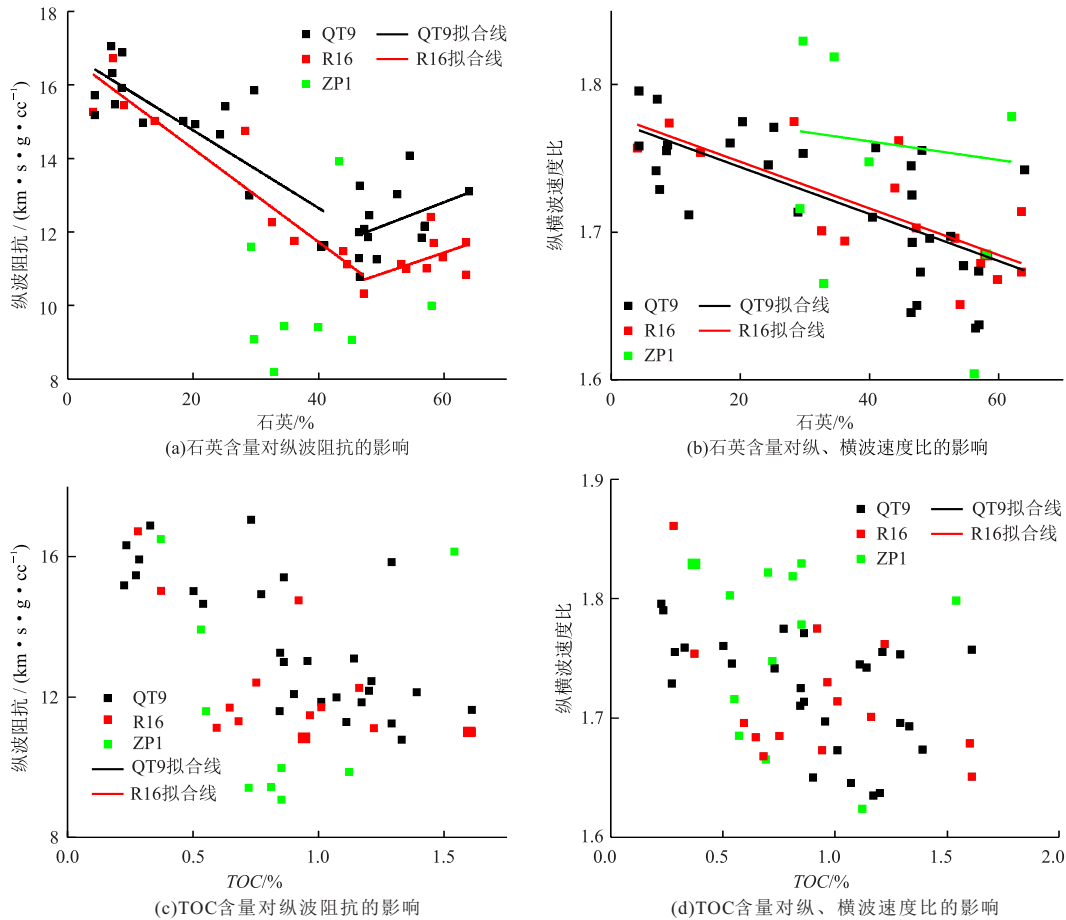 18
16
14
12
10
8
纵波阻抗 / (km•s•g•cc⁻¹)
QT9
R16
ZP1
QT9拟合线
R16拟合线
0
20
40
60
石英/%
(a)石英含量对纵波阻抗的影响
1.8
1.7
1.6
纵横波速度比
QT9
R16
ZP1
QT9拟合线
R16拟合线
0
20
40
60
石英/%
(b)石英含量对纵、横波速度比的影响
16
12
8
纵波阻抗 / (km•s•g•cc⁻¹)
QT9
R16
ZP1
QT9拟合线
R16拟合线
0.0
0.5
1.0
1.5
TOC/%
(c)TOC含量对纵波阻抗的影响
1.9
1.8
1.7
1.6
纵横波速度比
QT9
R16
ZP1
QT9拟合线
R16拟合线
0.0
0.5
1.0
1.5
2.0
TOC/%
(d)TOC含量对纵、横波速度比的影响